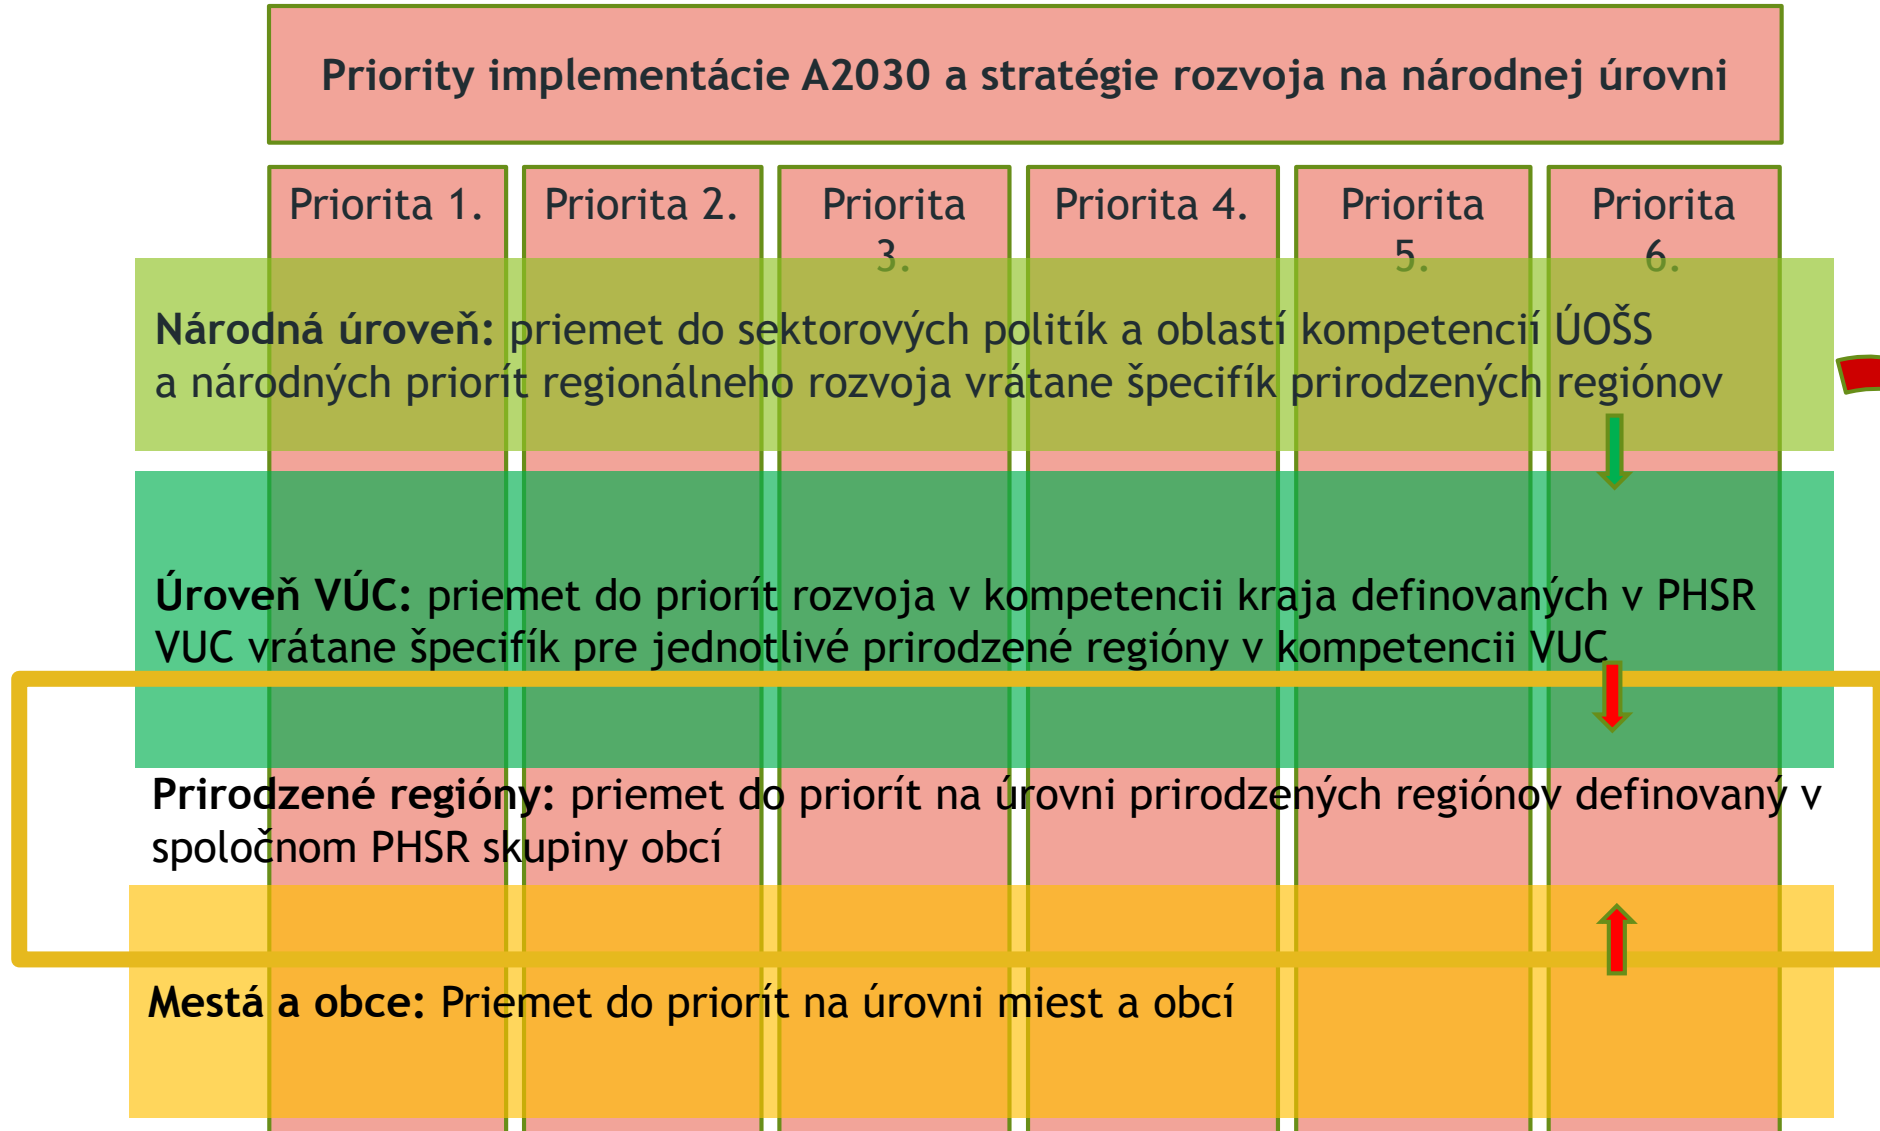 Priority implementácie A2030 a stratégie rozvoja na národnej úrovni
Priorita 1.
Priorita 2.
Priorita
3.
Priorita 4.
Priorita
5.
Priorita
6.
Národná úroveň: priemet do sektorových politík a oblastí kompetencií ÚOŠS
a národných priorít regionálneho rozvoja vrátane špecifík prirodzených regiónov
Úroveň VÚC: priemet do priorít rozvoja v kompetencii kraja definovaných v PHSR
VUC vrátane špecifík pre jednotlivé prirodzené regióny v kompetencii VUC
Prirodzené regióny: priemet do priorít na úrovni prirodzených regiónov definovaný v
spoločnom PHSR skupiny obcí
Mestá a obce: Priemet do priorít na úrovni miest a obcí